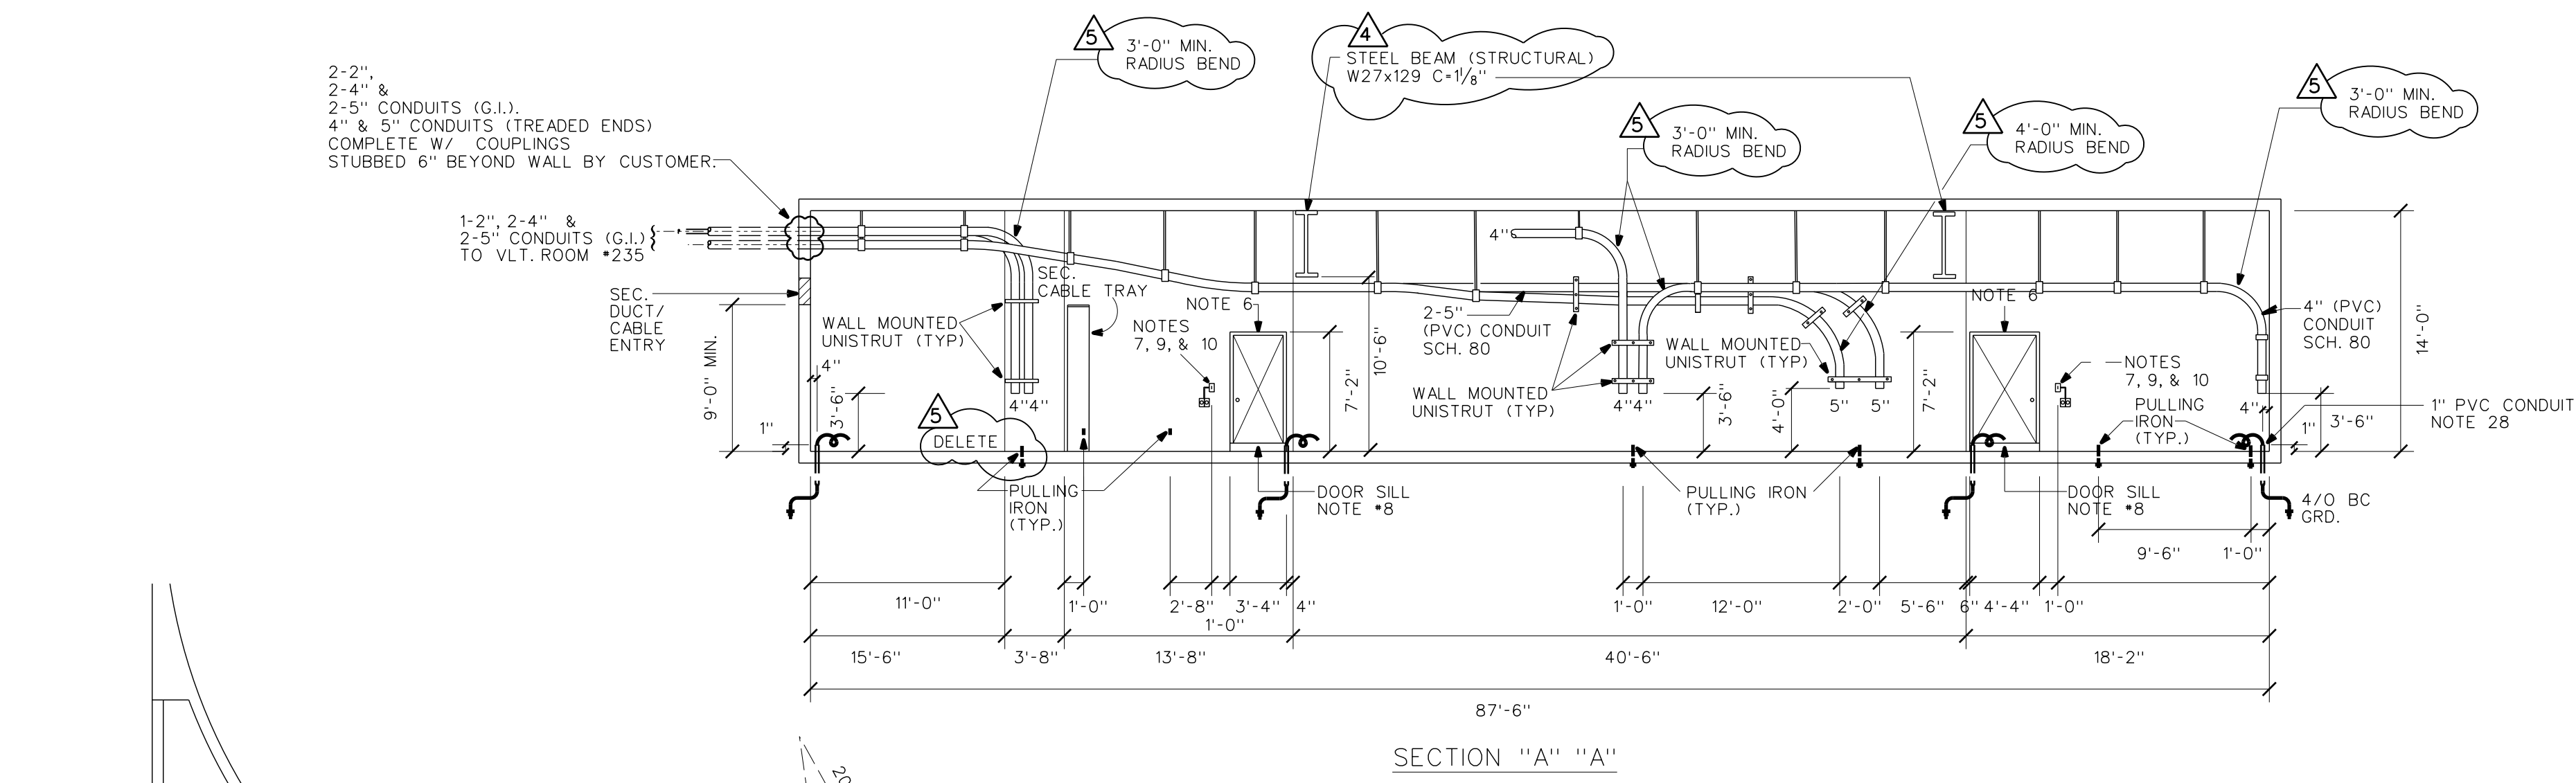 2-2",
2-4" &
2-5" CONDUITS (G.I.).
4" & 5" CONDUITS (TREADED ENDS)
COMPLETE W/ COUPLINGS
STUBBED 6" BEYOND WALL BY CUSTOMER.
1-2", 2-4" &
2-5" CONDUITS (G.I.)
TO VLT. ROOM #235
SEC.
DUCT/
CABLE
ENTRY
5
3'-0" MIN.
RADIUS BEND
4
STEEL BEAM (STRUCTURAL)
W27x129 C=1 1/8"
5
3'-0" MIN.
RADIUS BEND
5
4'-0" MIN.
RADIUS BEND
5
3'-0" MIN.
RADIUS BEND
9'-0" MIN.
1"
4"
3'-6"
WALL MOUNTED
UNISTRUT (TYP)
SEC.
CABLE TRAY
4"4"
5
DELETE
PULLING
IRON
(TYP.)
NOTES
7, 9, & 10
NOTE 6
7'-2"
10'-6"
DOOR SILL
NOTE #8
4"
2-5"
(PVC) CONDUIT
SCH. 80
WALL MOUNTED
UNISTRUT (TYP)
4"4"
3'-6"
WALL MOUNTED
UNISTRUT (TYP)
4'-0"
5"
5"
PULLING IRON
(TYP.)
7'-2"
NOTE 6
NOTES
7, 9, & 10
PULLING
IRON
(TYP.)
DOOR SILL
NOTE #8
4" (PVC)
CONDUIT
SCH. 80
14'-0"
4"
1"
3'-6"
1" PVC CONDUIT
NOTE 28
4/O BC
GRD.
9'-6"
1'-0"
11'-0"
1'-0"
2'-8"
3'-4"
4"
1'-0"
1'-0"
12'-0"
2'-0"
5'-6"
6"
4'-4"
1'-0"
15'-6"
3'-8"
13'-8"
40'-6"
18'-2"
87'-6"
SECTION "A" "A"